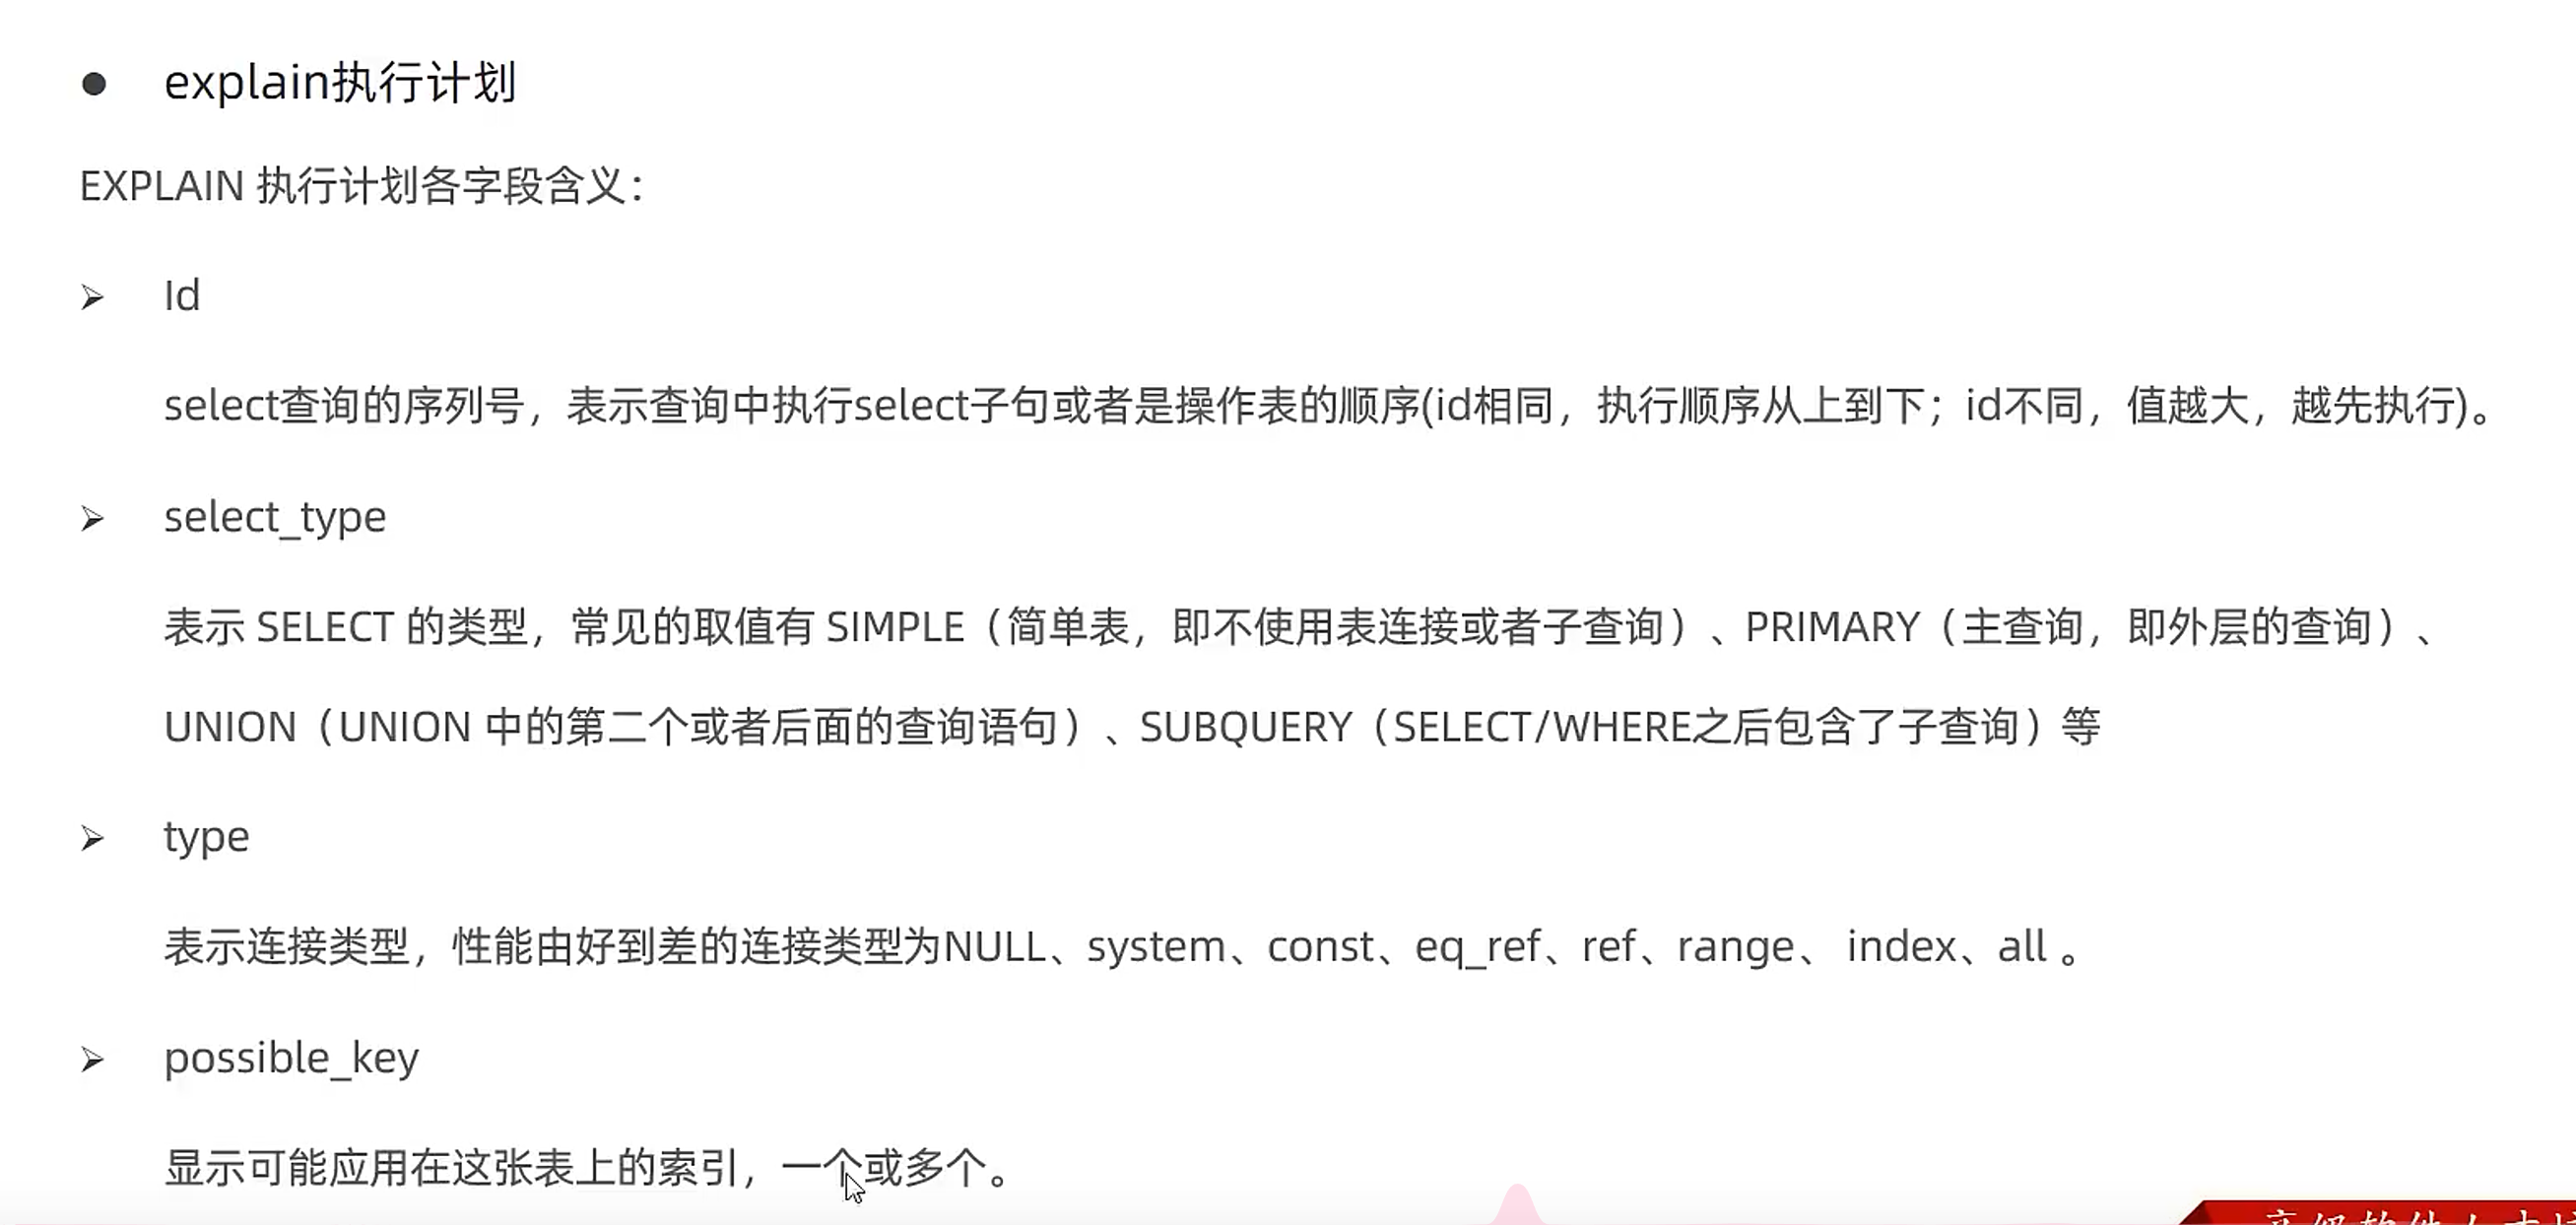 ● explain执行计划
EXPLAIN 执行计划各字段含义：
➢ Id
select查询的序列号，表示查询中执行select子句或者是操作表的顺序(id相同，执行顺序从上到下；id不同，值越大，越先执行)。
➢ select_type
表示 SELECT 的类型，常见的取值有 SIMPLE（简单表，即不使用表连接或者子查询）、PRIMARY（主查询，即外层的查询）、
UNION（UNION 中的第二个或者后面的查询语句）、SUBQUERY（SELECT/WHERE之后包含了子查询）等
➢ type
表示连接类型，性能由好到差的连接类型为NULL、system、const、eq_ref、ref、range、 index、all 。
➢ possible_key
显示可能应用在这张表上的索引，一个或多个。